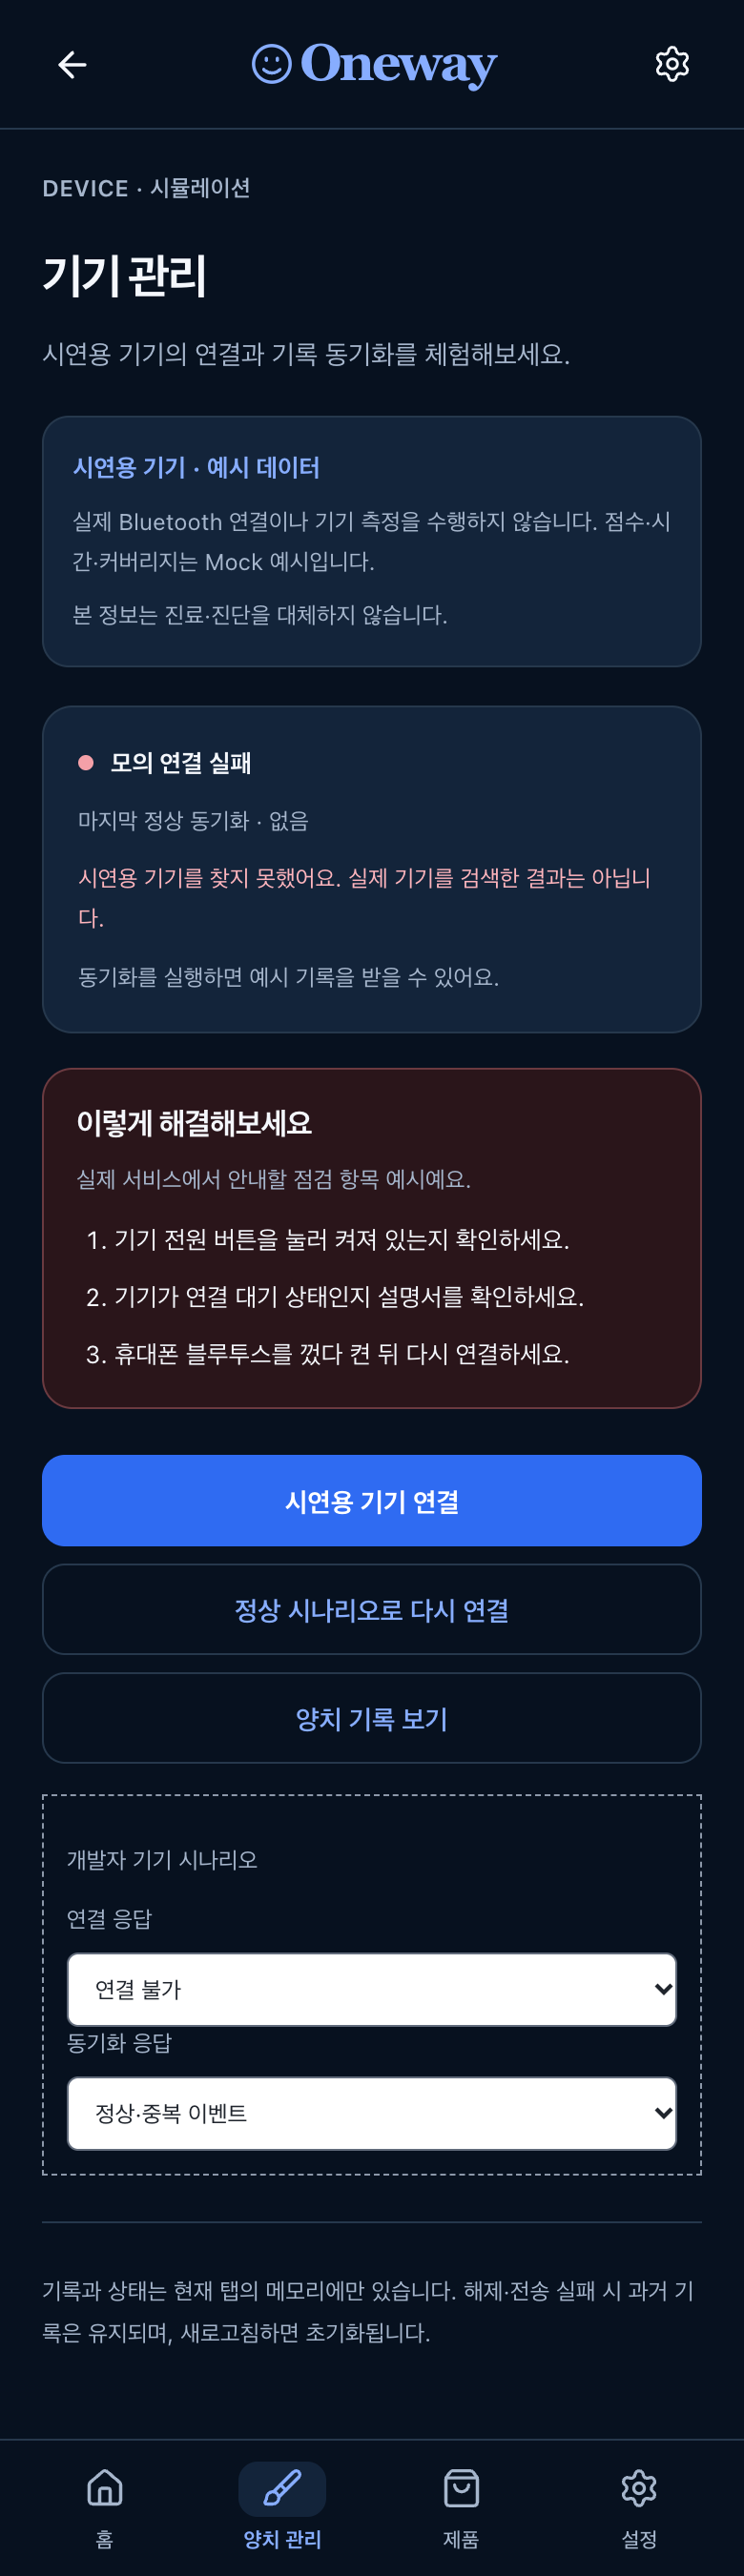 Oneway
DEVICE · 시뮬레이션
기기 관리
시연용 기기의 연결과 기록 동기화를 체험해보세요.
시연용 기기 · 예시 데이터
실제 Bluetooth 연결이나 기기 측정을 수행하지 않습니다. 점수·시
간·커버리지는 Mock 예시입니다.
본 정보는 진료·진단을 대체하지 않습니다.
모의 연결 실패
마지막 정상 동기화 · 없음
시연용 기기를 찾지 못했어요. 실제 기기를 검색한 결과는 아닙니
다.
동기화를 실행하면 예시 기록을 받을 수 있어요.
이렇게 해결해보세요
실제 서비스에서 안내할 점검 항목 예시예요.
1. 기기 전원 버튼을 눌러 켜져 있는지 확인하세요.
2. 기기가 연결 대기 상태인지 설명서를 확인하세요.
3. 휴대폰 블루투스를 껐다 켠 뒤 다시 연결하세요.
시연용 기기 연결
정상 시나리오로 다시 연결
양치 기록 보기
개발자 기기 시나리오
연결 응답
연결 불가
동기화 응답
정상·중복 이벤트
기록과 상태는 현재 탭의 메모리에만 있습니다. 해제·전송 실패 시 과거 기
록은 유지되며, 새로고침하면 초기화됩니다.
홈
양치 관리
제품
설정